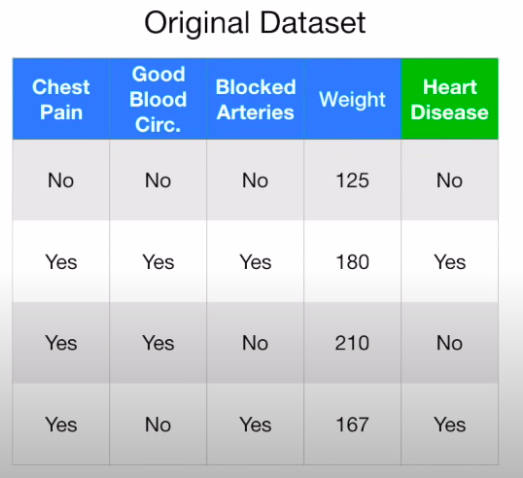 Original Dataset
Chest Pain Good Blood Circ. Blocked Arteries Weight Heart Disease
No No No 125 No
Yes Yes Yes 180 Yes
Yes Yes No 210 No
Yes No Yes 167 Yes